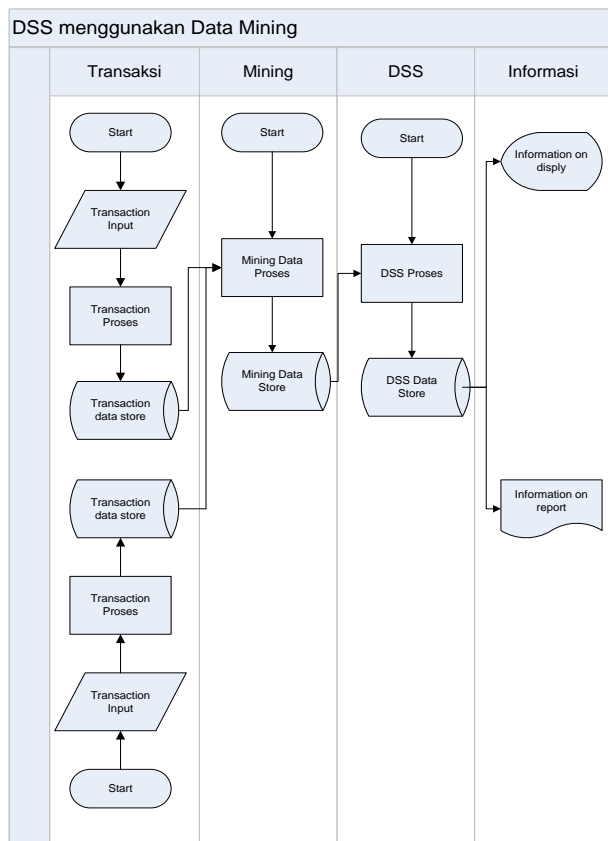 DSS menggunakan Data Mining
Transaksi
Mining
DSS
Informasi
Start
Transaction
Input
Transaction
Proses
Transaction
data store
Transaction
data store
Transaction
Proses
Transaction
Input
Start
Start
Mining Data
Proses
Mining Data
Store
Start
DSS Proses
DSS Data
Store
Information on
disply
Information on
report